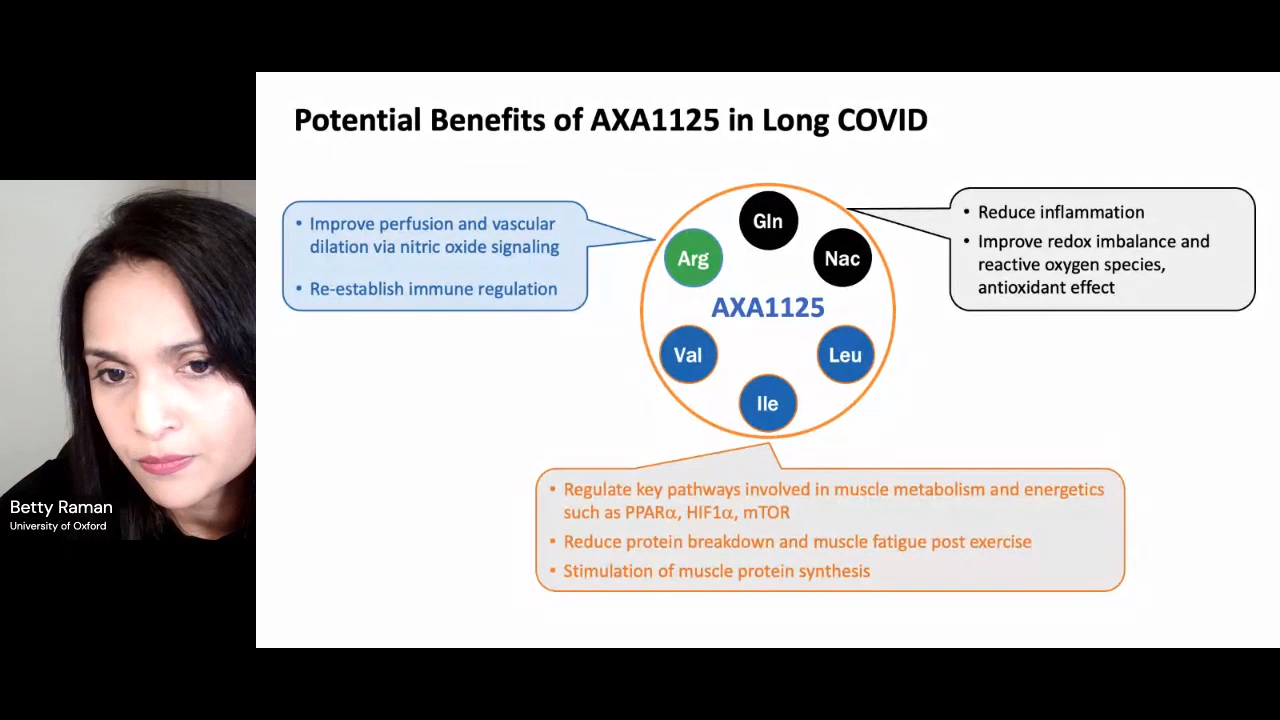 Potential Benefits of AXA1125 in Long COVID
• Improve perfusion and vascular
dilation via nitric oxide signaling
• Re-establish immune regulation
Gln
Arg
Nac
AXA1125
Val
Leu
Ile
• Reduce inflammation
• Improve redox imbalance and
reactive oxygen species,
antioxidant effect
• Regulate key pathways involved in muscle metabolism and energetics
such as PPARα, HIF1α, mTOR
• Reduce protein breakdown and muscle fatigue post exercise
• Stimulation of muscle protein synthesis
Betty Raman
University of Oxford